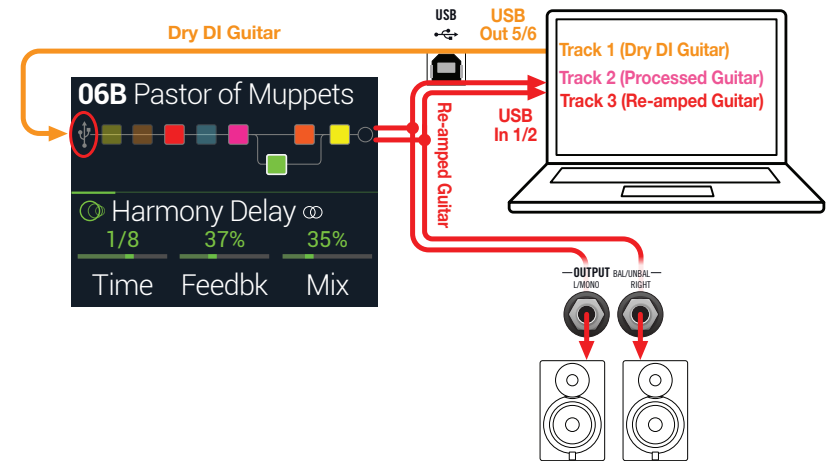 USB
USB
Out 5/6
Dry DI Guitar
Track 1 (Dry DI Guitar)
Track 2 (Processed Guitar)
Track 3 (Re-amped Guitar)
06B Pastor of Muppets
USB
In 1/2
Re-amped Guitar
Harmony Delay
1/8 37% 35%
Time Feedbk Mix
OUTPUT BAL/UNBAL
L/MONO RIGHT